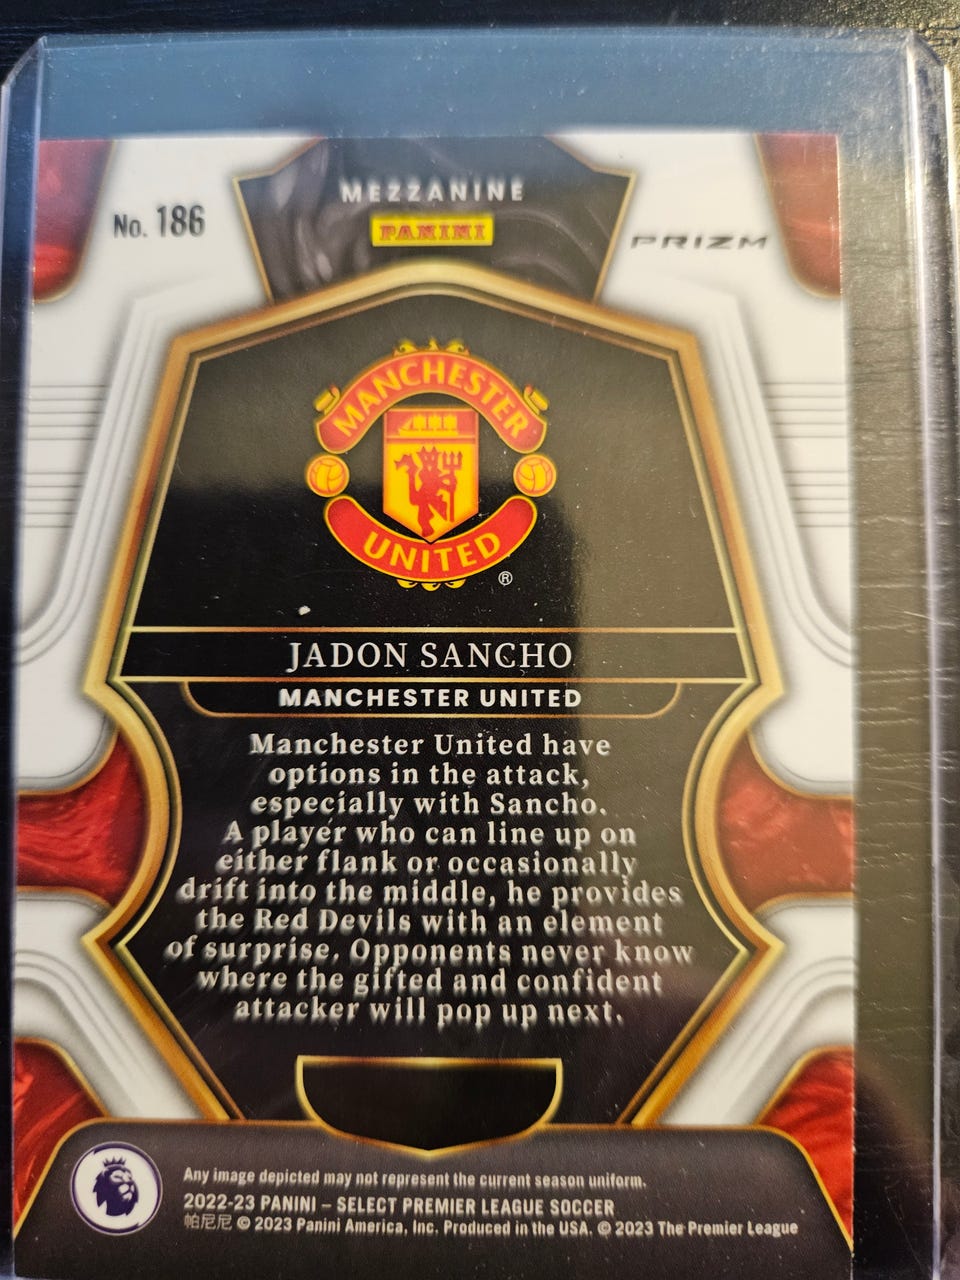 MEZZANINE
No. 186
PANINI
PRIZM
MANCHESTER
UNITED
®
JADON SANCHO
MANCHESTER UNITED
Manchester United have
options in the attack,
especially with Sancho.
A player who can line up on
either flank or occasionally
drift into the middle, he provides
the Red Devils with an element
of surprise. Opponents never know
where the gifted and confident
attacker will pop up next.
Any image depicted may not represent the current season uniform.
2022-23 PANINI – SELECT PREMIER LEAGUE SOCCER
帕尼尼 © 2023 Panini America, Inc. Produced in the USA. © 2023 The Premier League